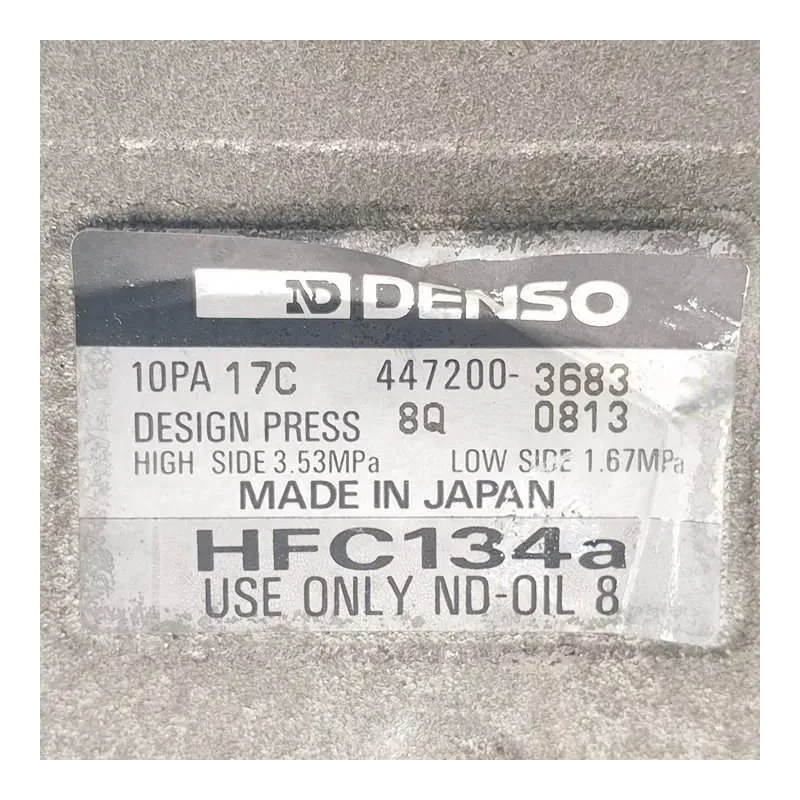 ND DENSO
10PA 17C 447200-3683
DESIGN PRESS 8Q 0813
HIGH SIDE 3.53MPa LOW SIDE 1.67MPa
MADE IN JAPAN
HFC134a
USE ONLY ND-OIL 8